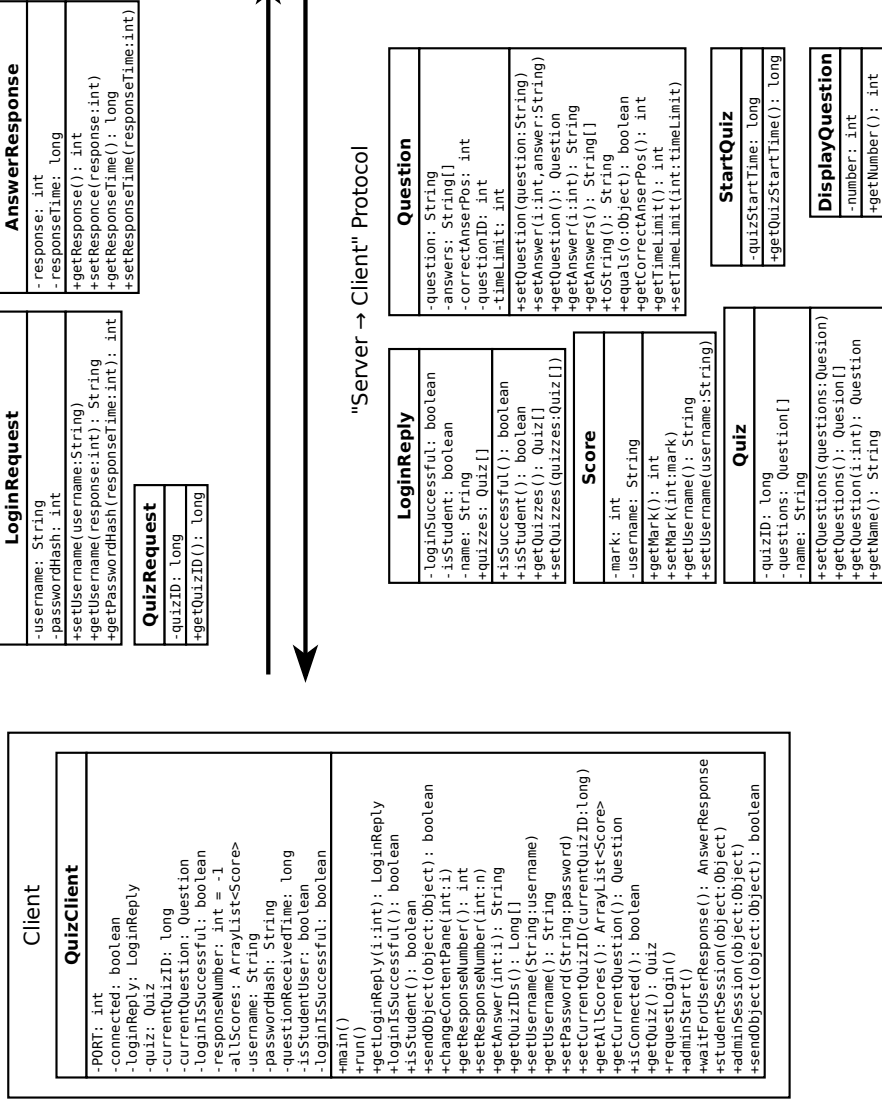 Client
QuizClient
-PORT: int
-connected: boolean
-loginReply: LoginReply
-quiz: Quiz
-currentQuizID: long
-currentQuestion: Question
-loginIsSuccessful: boolean
-responseNumber: int = -1
-allScores: ArrayList<Score>
-username: String
-passwordHash: String
-questionReceivedTime: long
-isStudentUser: boolean
-loginIsSuccessful: boolean
+main()
+run()
+getLoginReply(i:int): LoginReply
+loginIsSuccessful(): boolean
+isStudent(): boolean
+sendObject(object:Object): boolean
+changeContentPane(int:i)
+getResponseNumber(): int
+setResponseNumber(int:n)
+getAnswer(int:i): String
+getQuizIDs(): Long[]
+setUsername(String:username)
+getUsername(): String
+setPassword(String:password)
+setCurrentQuizID(currentQuizID:long)
+getAllScores(): ArrayList<Score>
+getCurrentQuestion(): Question
+isConnected(): boolean
+getQuiz(): Quiz
+requestLogin()
+adminStart()
+waitForUserResponse(): AnswerResponse
+studentSession(object:Object)
+adminSession(object:Object)
+sendObject(object:Object): boolean
LoginRequest
-username: String
-passwordHash: int
+setUsername(username:String)
+getUsername(response:int): String
+getPasswordHash(responseTime:int): int
QuizRequest
-quizID: long
+getQuizID(): long
AnswerResponse
-response: int
-responseTime: long
+getResponse(): int
+setResponce(response:int)
+getResponseTime(): long
+setResponseTime(responseTime:int)
"Server → Client" Protocol
LoginReply
-loginSuccessful: boolean
-isStudent: boolean
-name: String
+quizzes: Quiz[]
+isSuccessful(): boolean
+isStudent(): boolean
+getQuizzes(): Quiz[]
+setQuizzes(quizzes:Quiz[])
Score
-mark: int
-username: String
+getMark(): int
+setMark(int:mark)
+getUsername(): String
+setUsername(username:String)
Quiz
-quizID: long
-questions: Question[]
-name: String
+setQuestions(questions:Quesion)
+getQuestions(): Quesion[]
+getQuestion(i:int): Question
+getName(): String
Question
-question: String
-answers: String[]
-correctAnserPos: int
-questionID: int
-timeLimit: int
+setQuestion(question:String)
+setAnswer(i:int,answer:String)
+getQuestion(): Question
+getAnswer(i:int): String
+getAnswers(): String[]
+toString(): String
+equals(o:Object): boolean
+getCorrectAnserPos(): int
+getTimeLimit(): int
+setTimeLimit(int:timeLimit)
StartQuiz
-quizStartTime: long
+getQuizStartTime(): long
DisplayQuestion
-number: int
+getNumber(): int